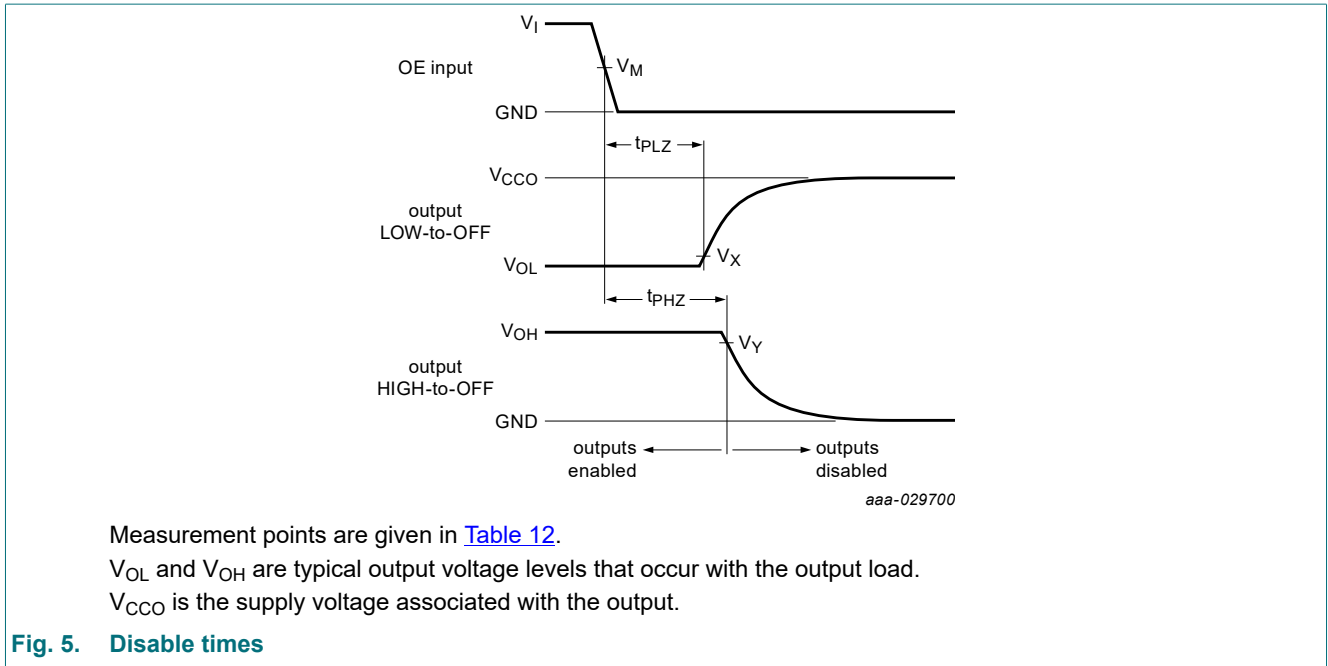 VI
OE input
VM
GND
tPLZ
VCCO
output
LOW-to-OFF
VX
VOL
tPHZ
VOH
VY
output
HIGH-to-OFF
GND
outputs enabled
outputs disabled
aaa-029700
Measurement points are given in Table 12.
VOL and VOH are typical output voltage levels that occur with the output load.
VCCO is the supply voltage associated with the output.
Fig. 5. Disable times